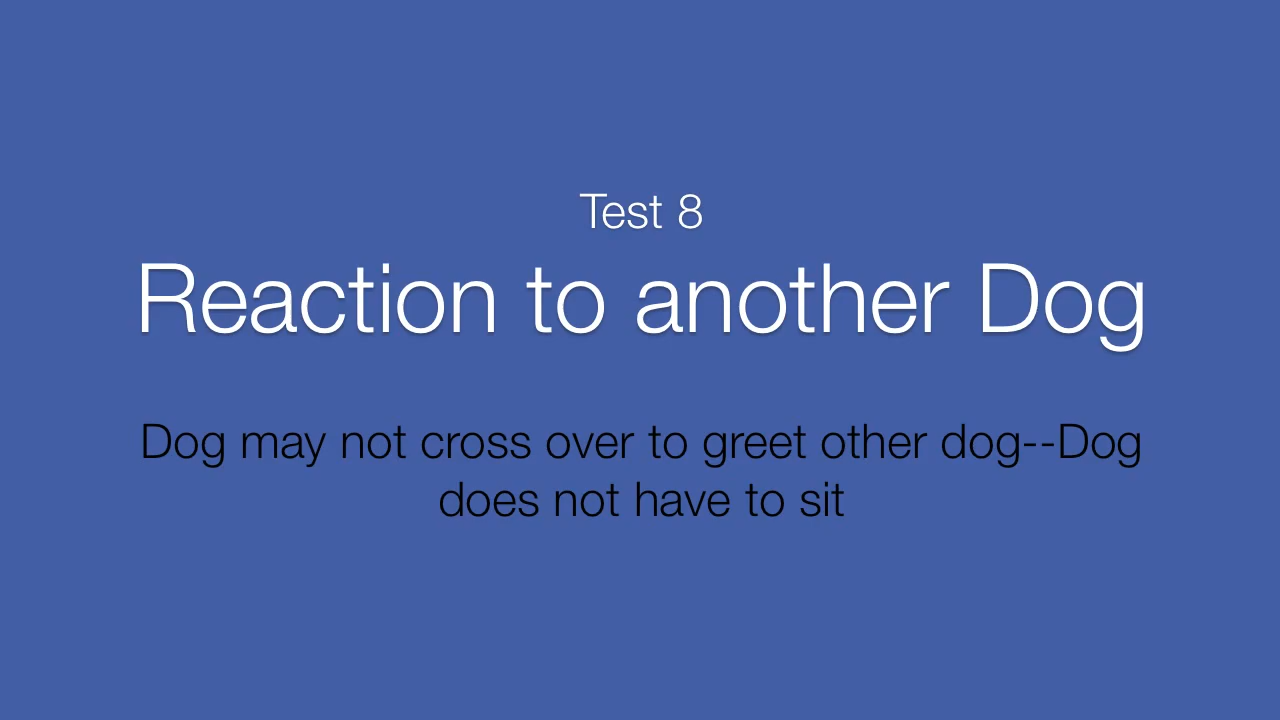 Test 8
Reaction to another Dog
Dog may not cross over to greet other dog--Dog
does not have to sit